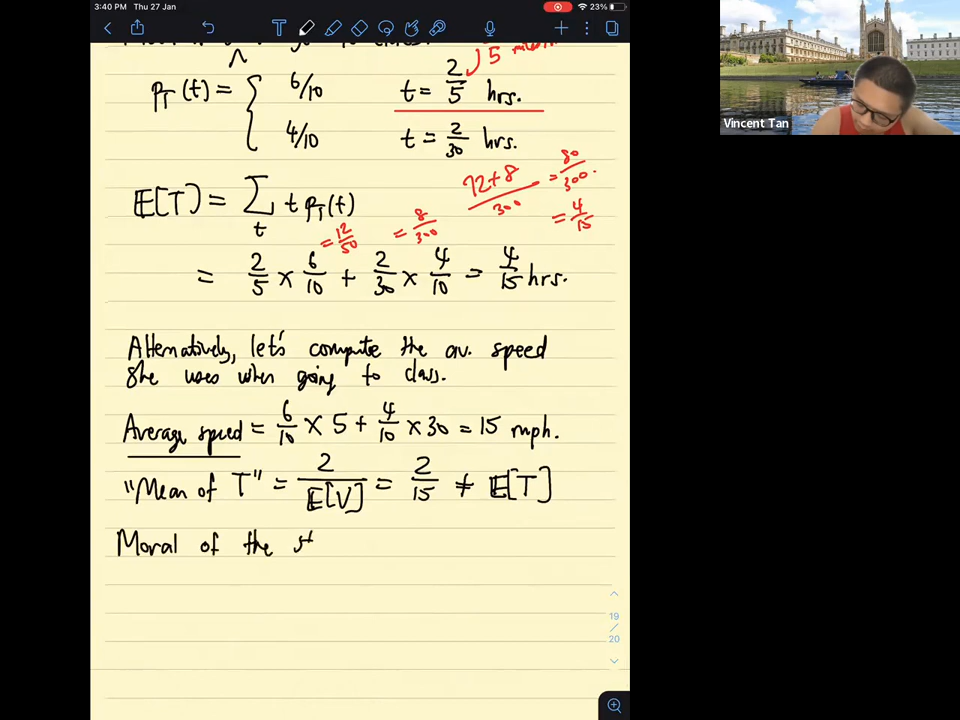 3:40 PM Thu 27 Jan
23%
5
p_T(t) = { 6/10 t = 2/5 hrs.
4/10 t = 2/30 hrs.
E[T] = Σ_t t p_T(t)
72+8/300 = 80/300.
= 4/15
= 12/50 = 8/300
= 2/5 × 6/10 + 2/30 × 4/10 = 4/15 hrs.
Alternatively, let's compute the av. speed
she uses when going to class.
Average speed = 6/10 × 5 + 4/10 × 30 = 15 mph.
"Mean of T" = 2/E[V] = 2/15 ≠ E[T]
Moral of the st
19
/
20
Vincent Tan